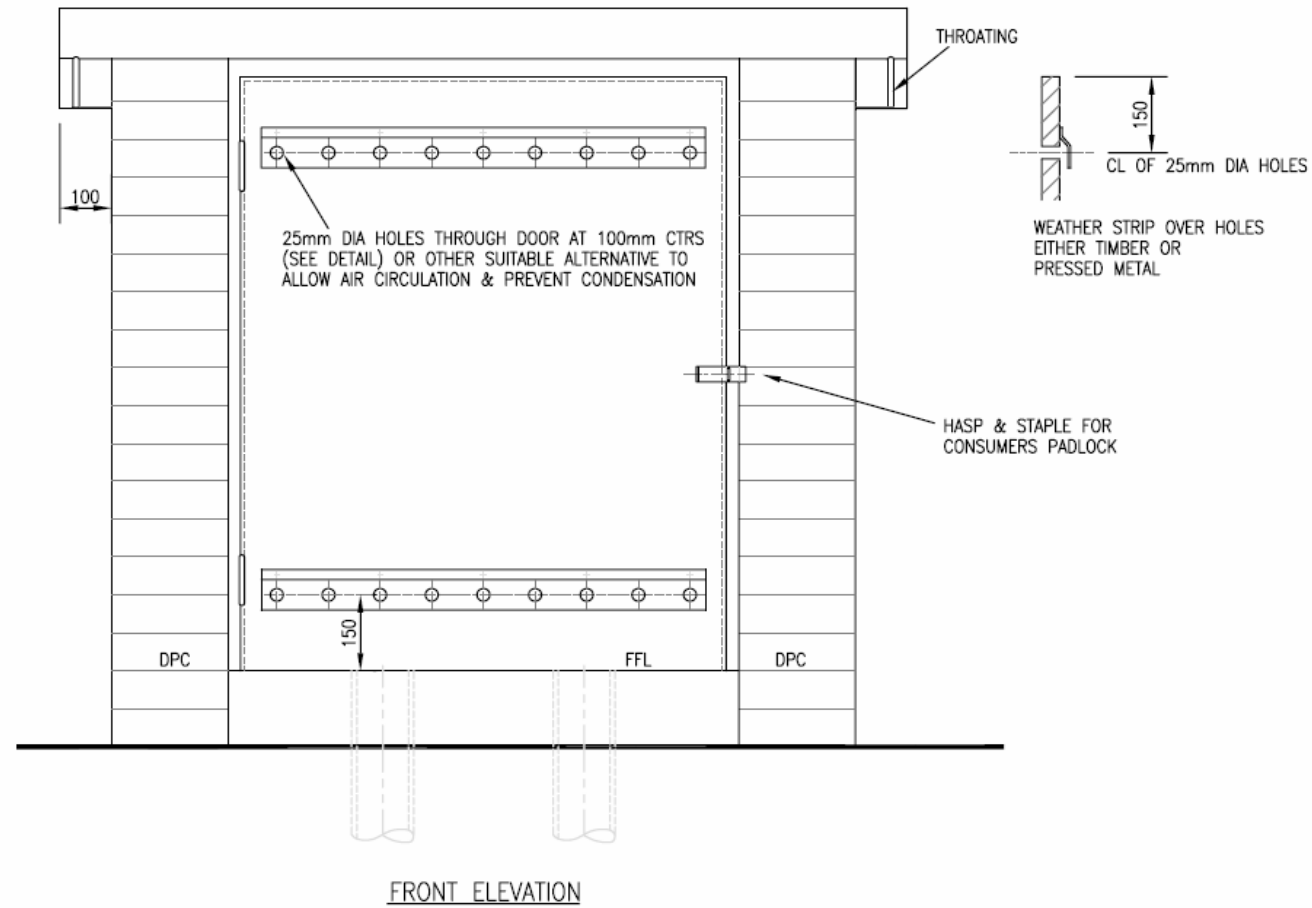 THROATING
150
CL OF 25mm DIA HOLES
100
WEATHER STRIP OVER HOLES
EITHER TIMBER OR
PRESSED METAL
25mm DIA HOLES THROUGH DOOR AT 100mm CTRS
(SEE DETAIL) OR OTHER SUITABLE ALTERNATIVE TO
ALLOW AIR CIRCULATION & PREVENT CONDENSATION
HASP & STAPLE FOR
CONSUMERS PADLOCK
150
DPC
FFL
DPC
FRONT ELEVATION